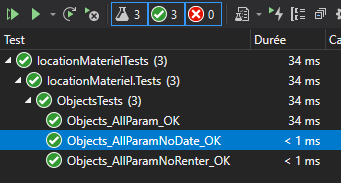 3 3 0
Test Durée Ca
locationMaterielTests (3) 34 ms
locationMateriel.Tests (3) 34 ms
ObjectsTests (3) 34 ms
Objects_AllParam_OK 34 ms
Objects_AllParamNoDate_OK < 1 ms
Objects_AllParamNoRenter_OK < 1 ms